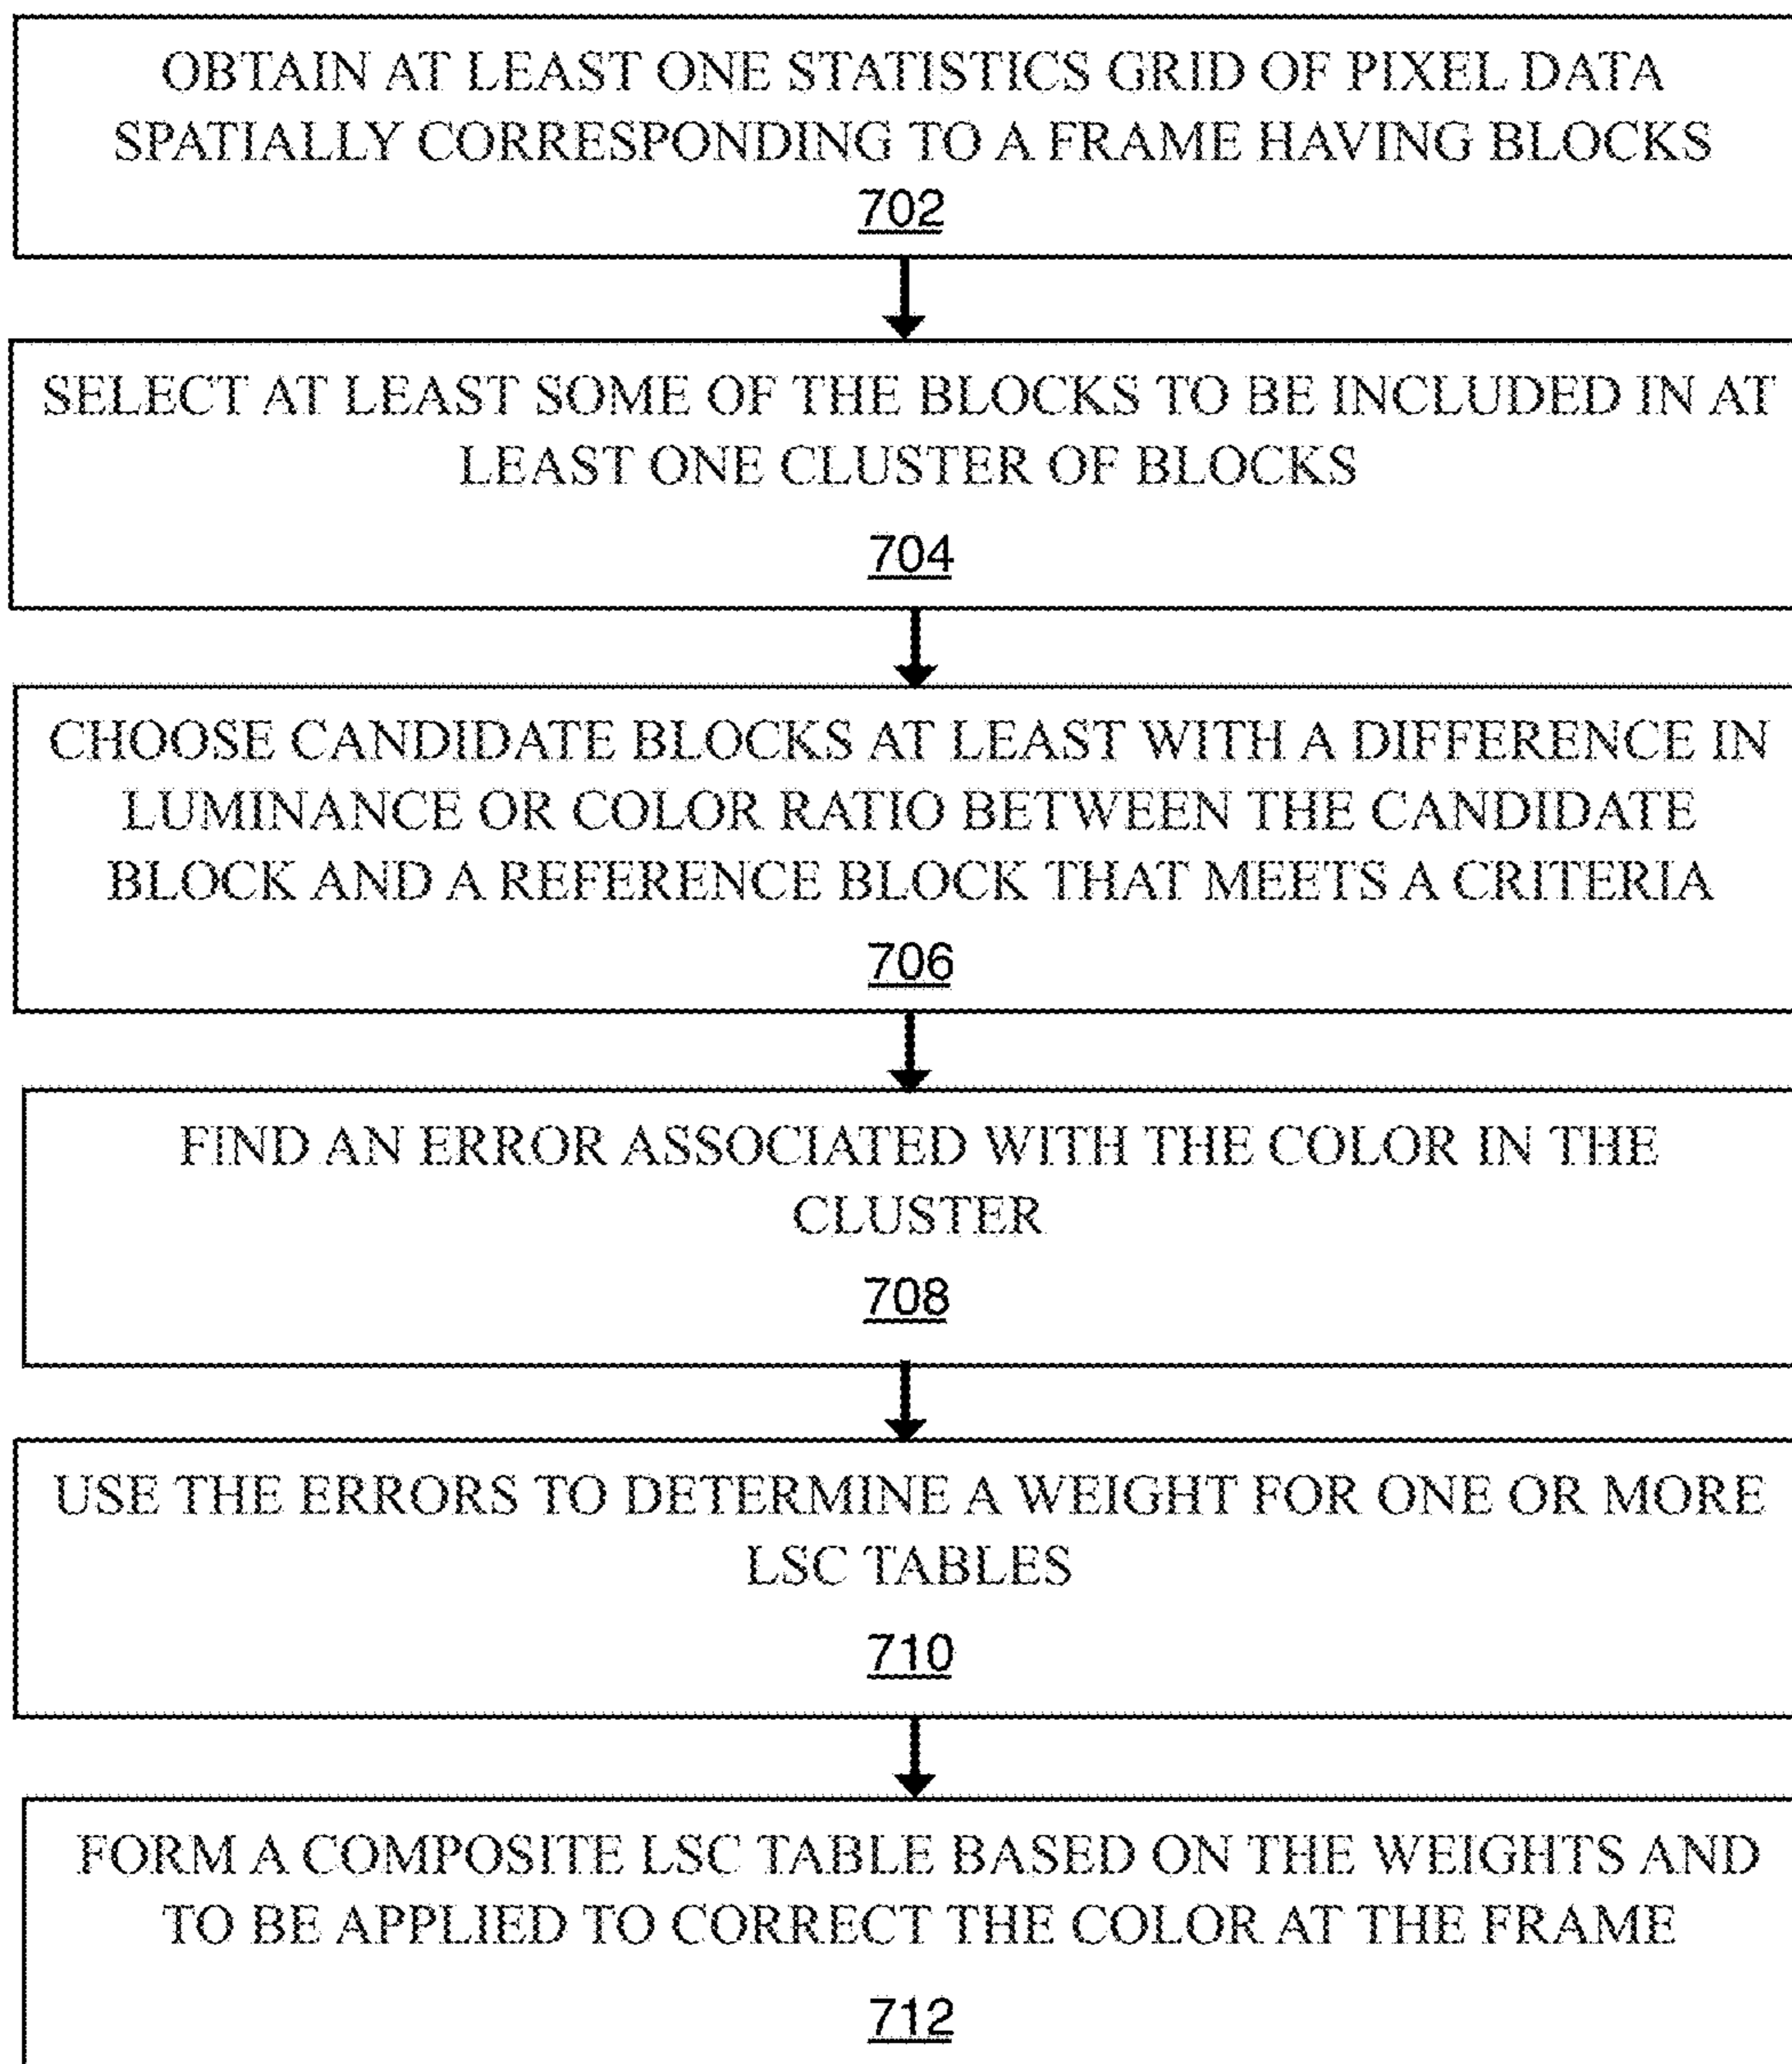 OBTAIN AT LEAST ONE STATISTICS GRID OF PIXEL DATA
SPATIALLY CORRESPONDING TO A FRAME HAVING BLOCKS
702
SELECT AT LEAST SOME OF THE BLOCKS TO BE INCLUDED IN AT
LEAST ONE CLUSTER OF BLOCKS
704
CHOOSE CANDIDATE BLOCKS AT LEAST WITH A DIFFERENCE IN
LUMINANCE OR COLOR RATIO BETWEEN THE CANDIDATE
BLOCK AND A REFERENCE BLOCK THAT MEETS A CRITERIA
706
FIND AN ERROR ASSOCIATED WITH THE COLOR IN THE
CLUSTER
708
USE THE ERRORS TO DETERMINE A WEIGHT FOR ONE OR MORE
LSC TABLES
710
FORM A COMPOSITE LSC TABLE BASED ON THE WEIGHTS AND
TO BE APPLIED TO CORRECT THE COLOR AT THE FRAME
712